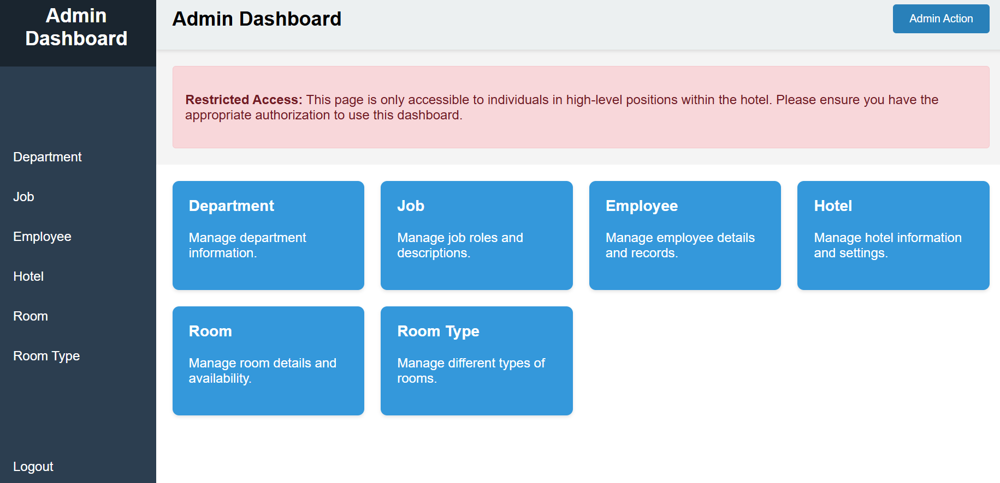 Admin
Dashboard
Department
Job
Employee
Hotel
Room
Room Type
Logout
Admin Dashboard
Admin Action
Restricted Access: This page is only accessible to individuals in high-level positions within the hotel. Please ensure you have the
appropriate authorization to use this dashboard.
Department
Manage department
information.
Job
Manage job roles and
descriptions.
Employee
Manage employee details
and records.
Hotel
Manage hotel information
and settings.
Room
Manage room details and
availability.
Room Type
Manage different types of
rooms.